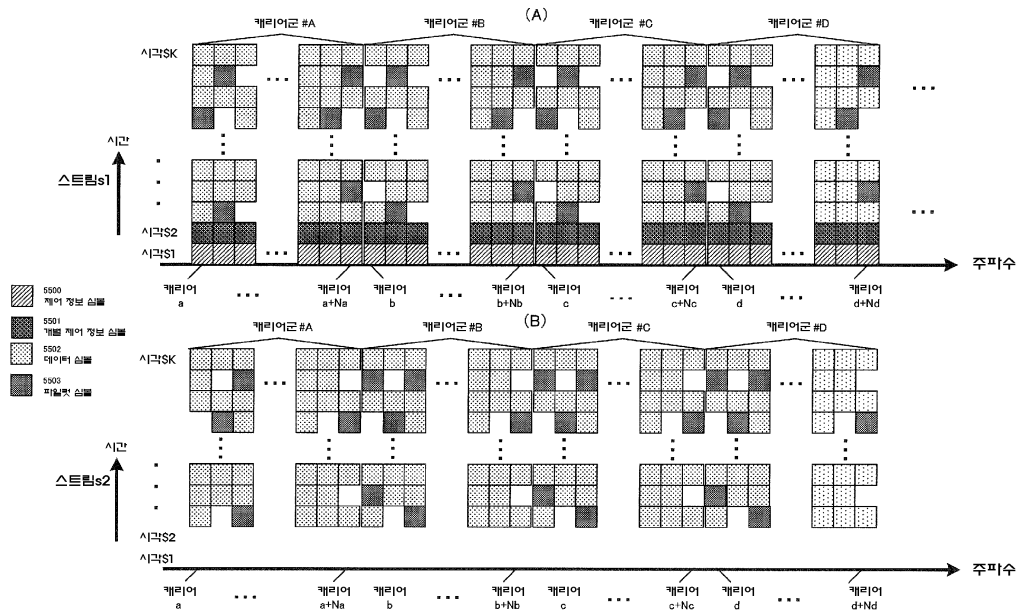 (A)
캐리어군 #A 캐리어군 #B 캐리어군 #C 캐리어군 #D
시각SK
시간
스트림s1
시각S2
시각S1
주파수
캐리어 캐리어 캐리어 캐리어 캐리어 캐리어 캐리어 캐리어
a a+Na b b+Nb c c+Nc d d+Nd
5500
제어 정보 심볼
5501
개별 제어 정보 심볼
5502
데이터 심볼
5503
파일럿 심볼
(B)
캐리어군 #A 캐리어군 #B 캐리어군 #C 캐리어군 #D
시각SK
시간
스트림s2
시각S2
시각S1
주파수
캐리어 캐리어 캐리어 캐리어 캐리어 캐리어 캐리어 캐리어
a a+Na b b+Nb c c+Nc d d+Nd